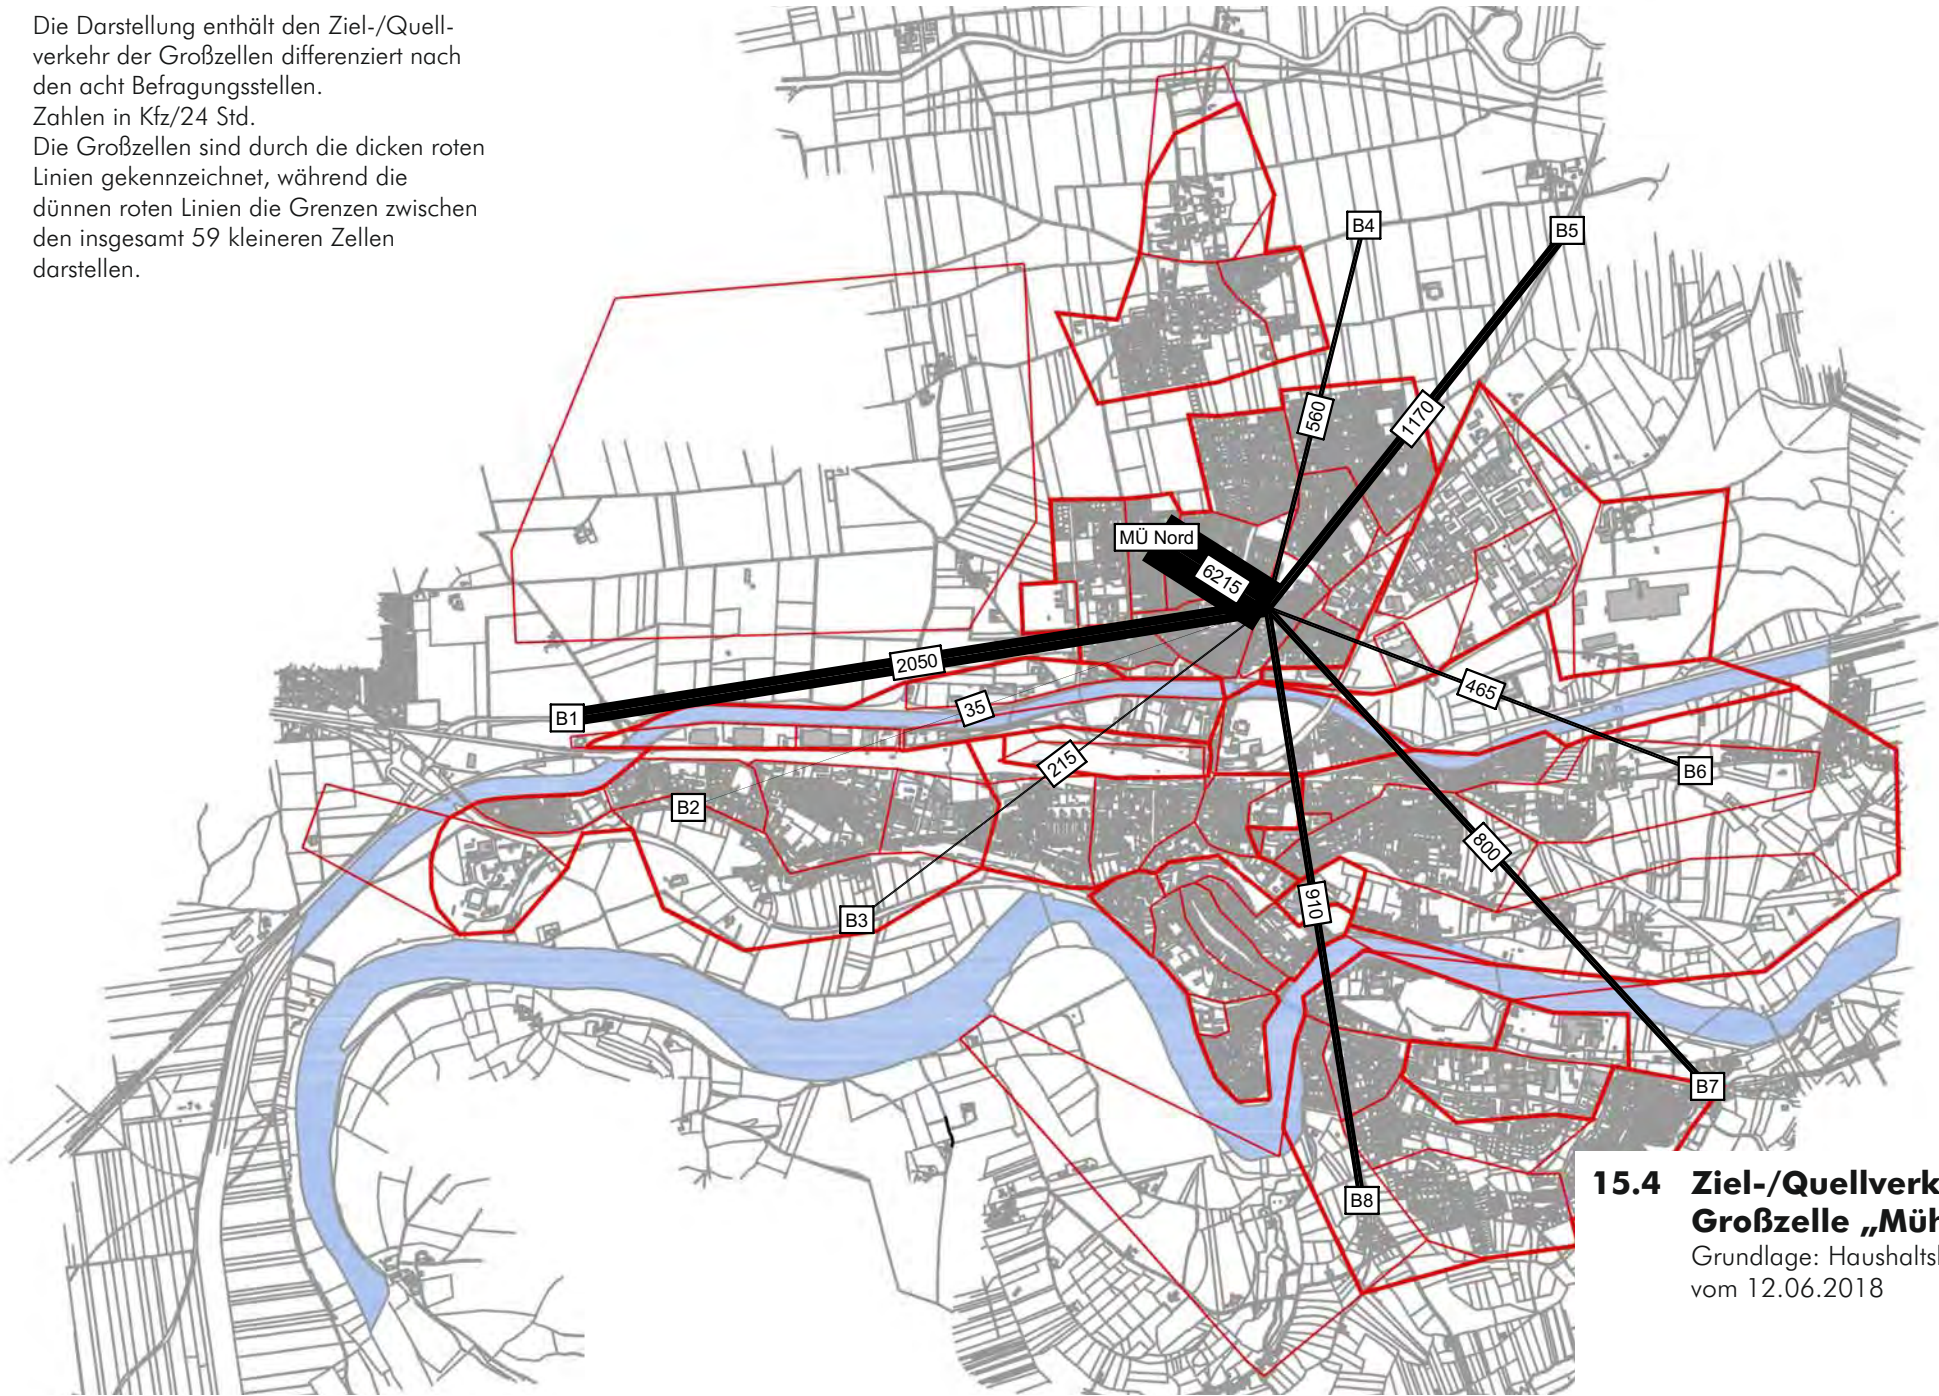 Die Darstellung enthält den Ziel-/Quell-
verkehr der Großzellen differenziert nach
den acht Befragungsstellen.
Zahlen in Kfz/24 Std.
Die Großzellen sind durch die dicken roten
Linien gekennzeichnet, während die
dünnen roten Linien die Grenzen zwischen
den insgesamt 59 kleineren Zellen
darstellen.
B4
B5
560
1170
MÜ Nord
6215
2050
B1
35
465
215
B6
B2
800
B3
910
B7
B8
15.4 Ziel-/Quellverk
Großzelle „Müh
Grundlage: Haushalts
vom 12.06.2018